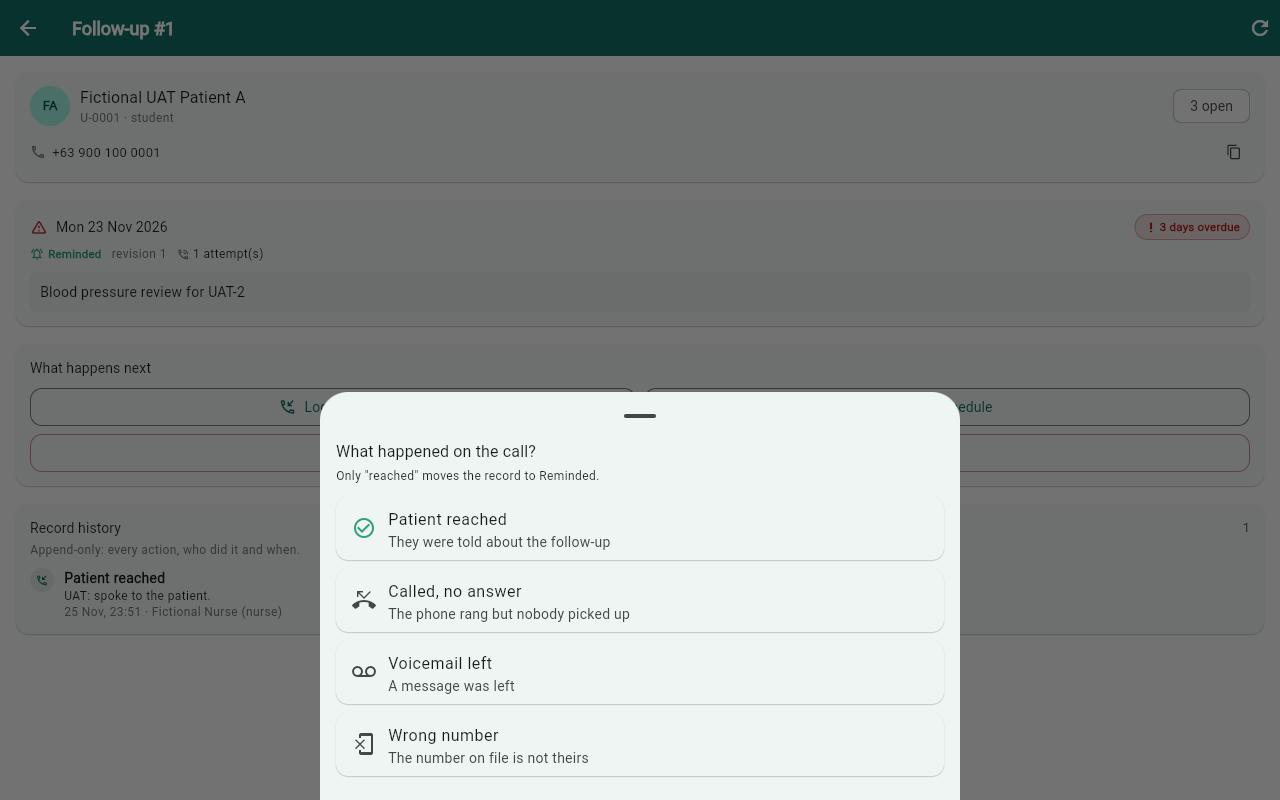 Follow-up #1
FA
Fictional UAT Patient A
U-0001 · student
3 open
+63 900 100 0001
Mon 23 Nov 2026
3 days overdue
Reminded revision 1 1 attempt(s)
Blood pressure review for UAT-2
What happens next
What happened on the call?
Only "reached" moves the record to Reminded.
Patient reached
They were told about the follow-up
Called, no answer
The phone rang but nobody picked up
Voicemail left
A message was left
Wrong number
The number on file is not theirs
Record history
1
Append-only: every action, who did it and when.
Patient reached
UAT: spoke to the patient.
25 Nov, 23:51 · Fictional Nurse (nurse)